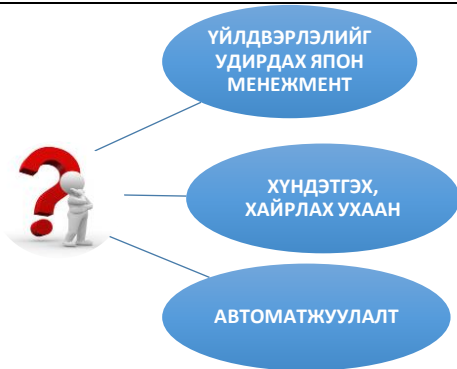 ҮЙЛДВЭРЛЭЛИЙГ
УДИРДАХ ЯПОН
МЕНЕЖМЕНТ
ХҮНДЭТГЭХ,
ХАЙРЛАХ УХААН
АВТОМАТЖУУЛАЛТ